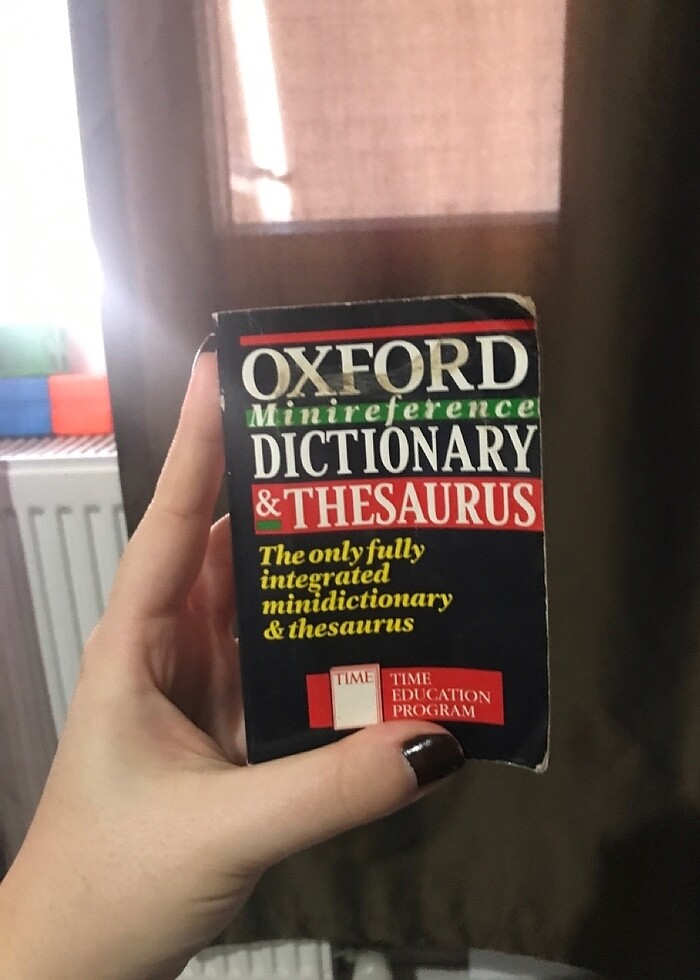 OXFORD
Minireference
DICTIONARY
& THESAURUS
The only fully
integrated
minidictionary
& thesaurus
TIME
TIME
EDUCATION
PROGRAM